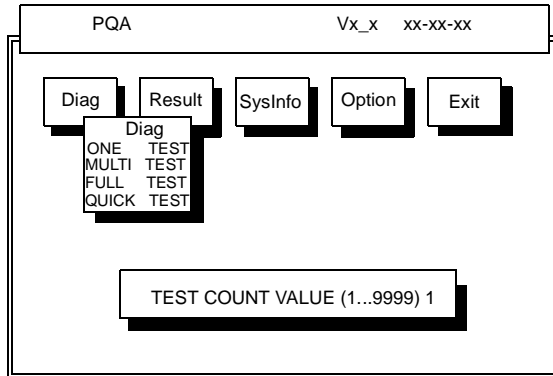 PQA Vx_x xx-xx-xx
Diag Result SysInfo Option Exit
Diag
ONE TEST
MULTI TEST
FULL TEST
QUICK TEST
TEST COUNT VALUE (1...9999) 1